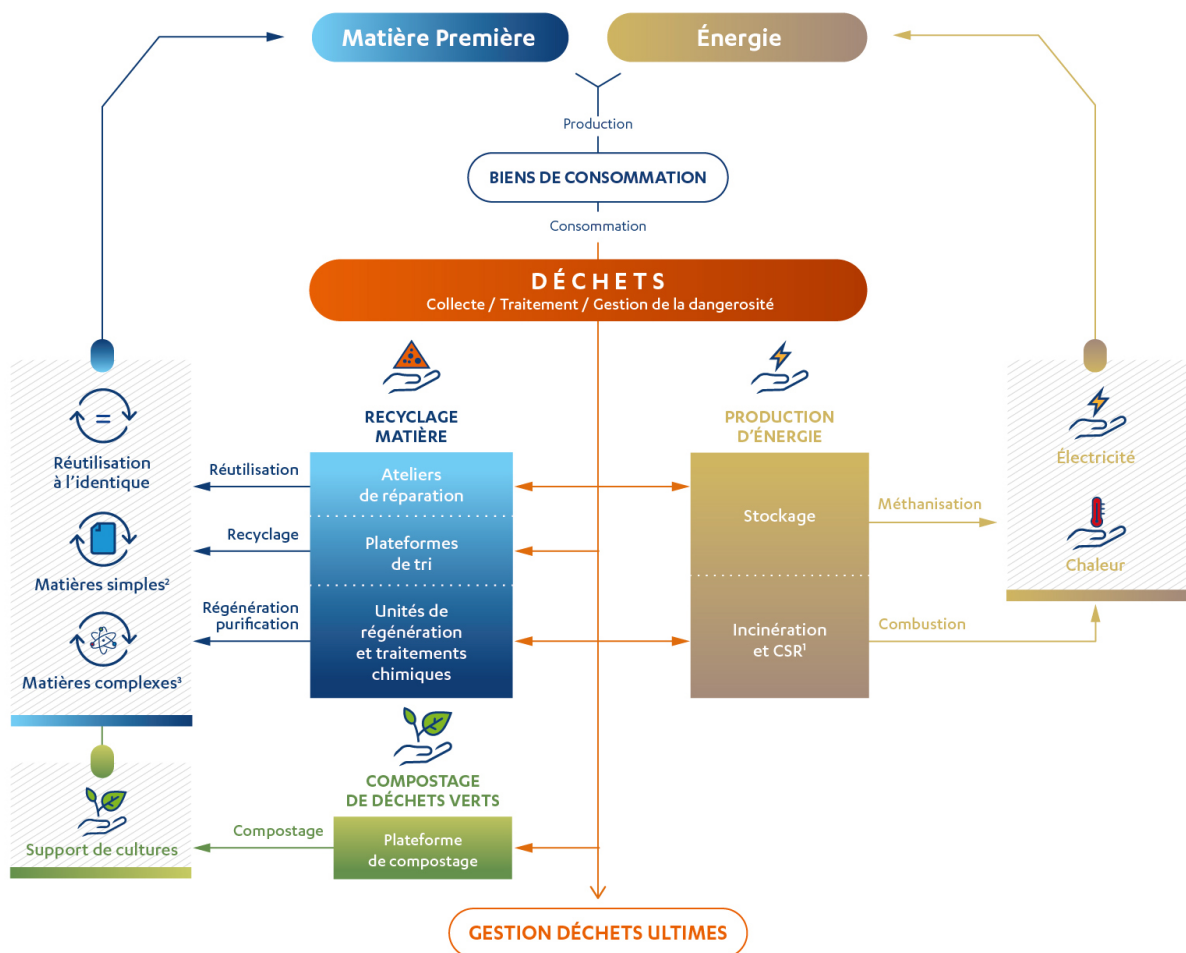 Matière Première
Énergie
Production
BIENS DE CONSOMMATION
Consommation
DÉCHETS
Collecte / Traitement / Gestion de la dangerosité
RECYCLAGE
MATIÈRE
PRODUCTION
D'ÉNERGIE
=
Réutilisation
à l'identique
Réutilisation
Ateliers
de réparation
Stockage
Méthanisation
Électricité
Chaleur
Recyclage
Plateformes
de tri
Matières simples²
Régénération
purification
Unités de
régénération
et traitements
chimiques
Incinération
et CSR¹
Combustion
Matières complexes³
COMPOSTAGE
DE DÉCHETS VERTS
Compostage
Plateforme
de compostage
Support de cultures
GESTION DÉCHETS ULTIMES